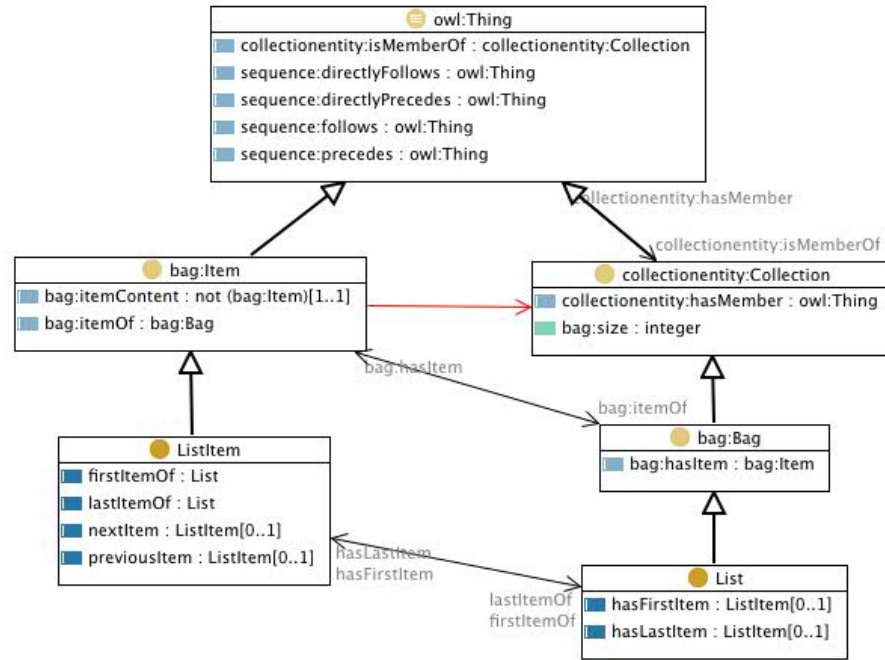 owl:Thing
collectionentity:isMemberOf : collectionentity:Collection
sequence:directlyFollows : owl:Thing
sequence:directlyPrecedes : owl:Thing
sequence:follows : owl:Thing
sequence:precedes : owl:Thing
collectionentity:hasMember
collectionentity:isMemberOf
bag:Item
bag:itemContent : not (bag:Item)[1..1]
bag:itemOf : bag:Bag
collectionentity:Collection
collectionentity:hasMember : owl:Thing
bag:size : integer
bag:hasItem
bag:itemOf
bag:Bag
bag:hasItem : bag:Item
ListItem
firstItemOf : List
lastItemOf : List
nextItem : ListItem[0..1]
previousItem : ListItem[0..1]
hasLastItem
hasFirstItem
lastItemOf
firstItemOf
List
hasFirstItem : ListItem[0..1]
hasLastItem : ListItem[0..1]